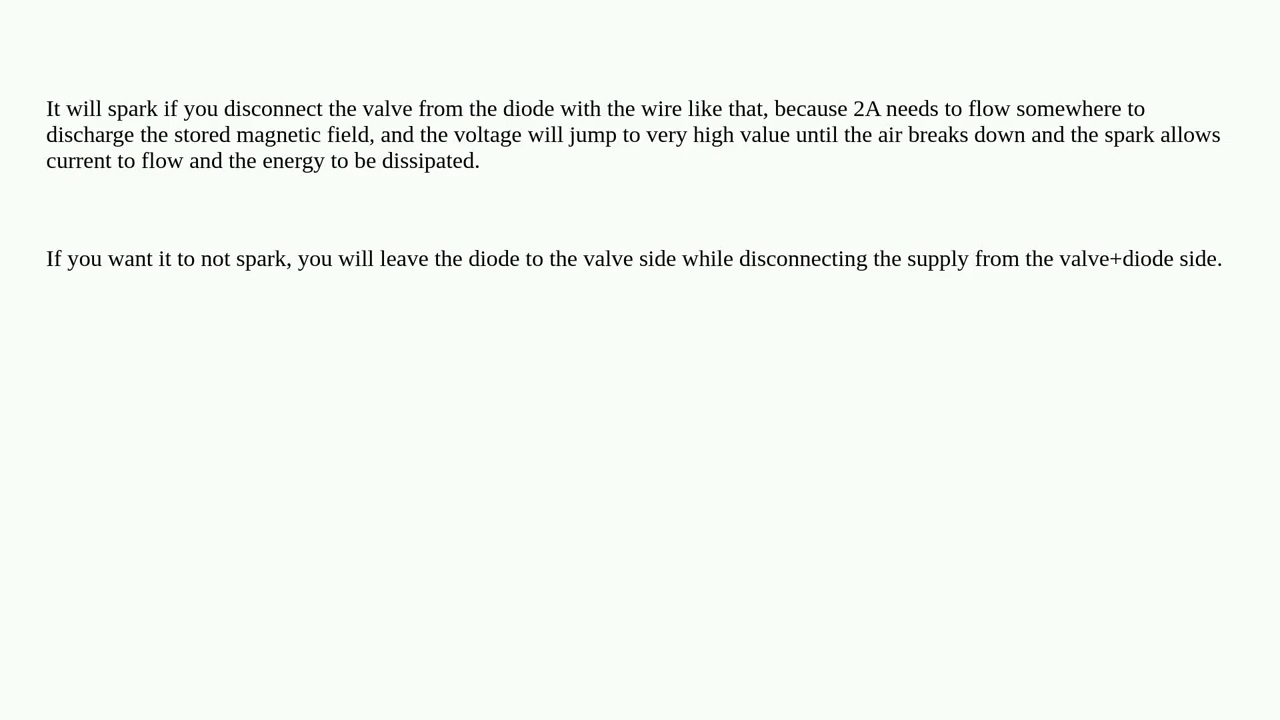 It will spark if you disconnect the valve from the diode with the wire like that, because 2A needs to flow somewhere to
discharge the stored magnetic field, and the voltage will jump to very high value until the air breaks down and the spark allows
current to flow and the energy to be dissipated.
If you want it to not spark, you will leave the diode to the valve side while disconnecting the supply from the valve+diode side.